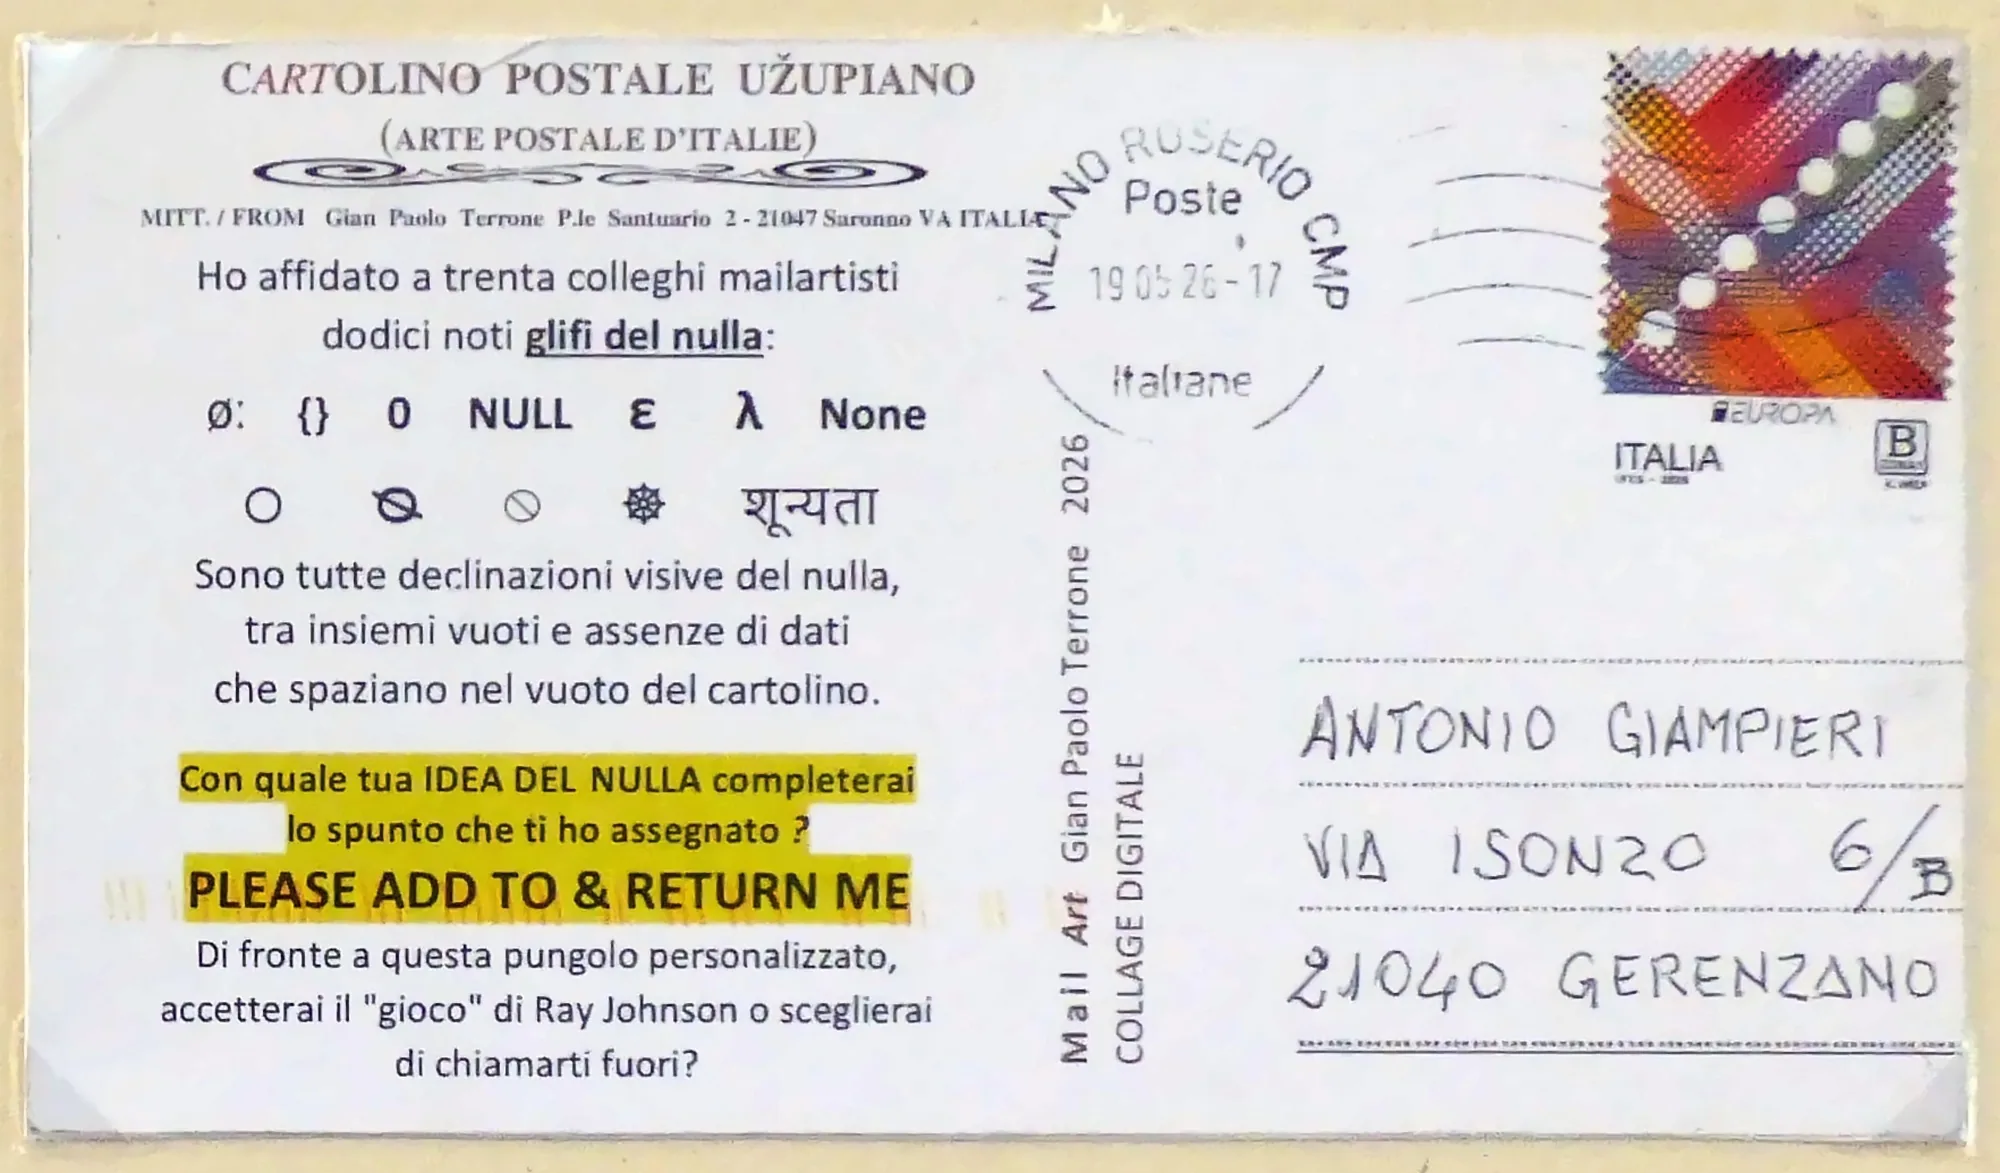 CARTOLINO POSTALE UŽUPIANO
(ARTE POSTALE D'ITALIE)
MITT. / FROM Gian Paolo Terrone P.le Santuario 2 - 21047 Saronno VA ITALIA
Ho affidato a trenta colleghi mailartisti
dodici noti glifi del nulla:
ø: {} 0 NULL ε λ None
शून्यता
Sono tutte declinazioni visive del nulla,
tra insiemi vuoti e assenze di dati
che spaziano nel vuoto del cartolino.
Con quale tua IDEA DEL NULLA completerai
lo spunto che ti ho assegnato ?
PLEASE ADD TO & RETURN ME
Di fronte a questa pungolo personalizzato,
accetterai il "gioco" di Ray Johnson o sceglierai
di chiamarti fuori?
Mail Art Gian Paolo Terrone 2026
COLLAGE DIGITALE
MILANO ROSERIO CMP
Poste
19 05 26 - 17
Italiane
EUROPA
ITALIA
B
ANTONIO GIAMPIERI
VIA ISONZO 6/B
21040 GERENZANO